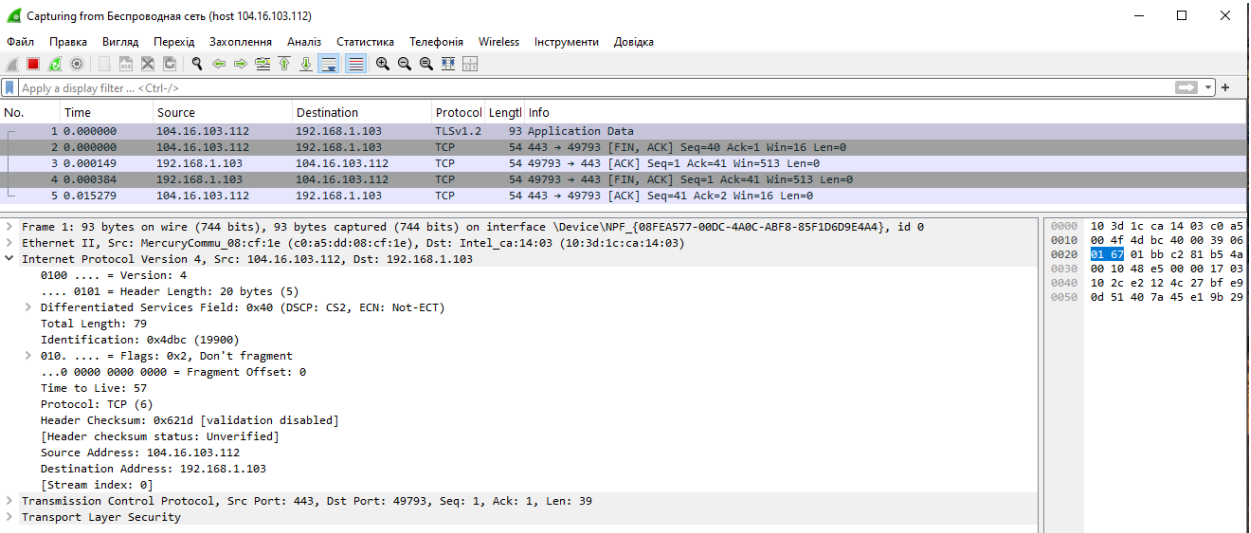 Capturing from Беспроводная сеть (host 104.16.103.112)
Файл Правка Вигляд Перехід Захоплення Аналіз Статистика Телефонія Wireless Інструменти Довідка
Apply a display filter ... <Ctrl-/>
No. Time Source Destination Protocol Lengtl Info
1 0.000000 104.16.103.112 192.168.1.103 TLSv1.2 93 Application Data
2 0.000000 104.16.103.112 192.168.1.103 TCP 54 443 → 49793 [FIN, ACK] Seq=40 Ack=1 Win=16 Len=0
3 0.000149 192.168.1.103 104.16.103.112 TCP 54 49793 → 443 [ACK] Seq=1 Ack=41 Win=513 Len=0
4 0.000384 192.168.1.103 104.16.103.112 TCP 54 49793 → 443 [FIN, ACK] Seq=1 Ack=41 Win=513 Len=0
5 0.015279 104.16.103.112 192.168.1.103 TCP 54 443 → 49793 [ACK] Seq=41 Ack=2 Win=16 Len=0
Frame 1: 93 bytes on wire (744 bits), 93 bytes captured (744 bits) on interface \Device\NPF_{08FEA577-00DC-4A0C-ABF8-85F1D6D9E4A4}, id 0
Ethernet II, Src: MercuryCommu_08:cf:1e (c0:a5:dd:08:cf:1e), Dst: Intel_ca:14:03 (10:3d:1c:ca:14:03)
Internet Protocol Version 4, Src: 104.16.103.112, Dst: 192.168.1.103
0100 .... = Version: 4
.... 0101 = Header Length: 20 bytes (5)
Differentiated Services Field: 0x40 (DSCP: CS2, ECN: Not-ECT)
Total Length: 79
Identification: 0x4dbc (19900)
010. .... = Flags: 0x2, Don't fragment
...0 0000 0000 0000 = Fragment Offset: 0
Time to Live: 57
Protocol: TCP (6)
Header Checksum: 0x621d [validation disabled]
[Header checksum status: Unverified]
Source Address: 104.16.103.112
Destination Address: 192.168.1.103
[Stream index: 0]
Transmission Control Protocol, Src Port: 443, Dst Port: 49793, Seq: 1, Ack: 1, Len: 39
Transport Layer Security
0000 10 3d 1c ca 14 03 c0 a5
0010 00 4f 4d bc 40 00 39 06
0020 01 67 01 bb c2 81 b5 4a
0030 00 10 48 e5 00 00 17 03
0040 10 2c e2 12 4c 27 bf e9
0050 0d 51 40 7a 45 e1 9b 29